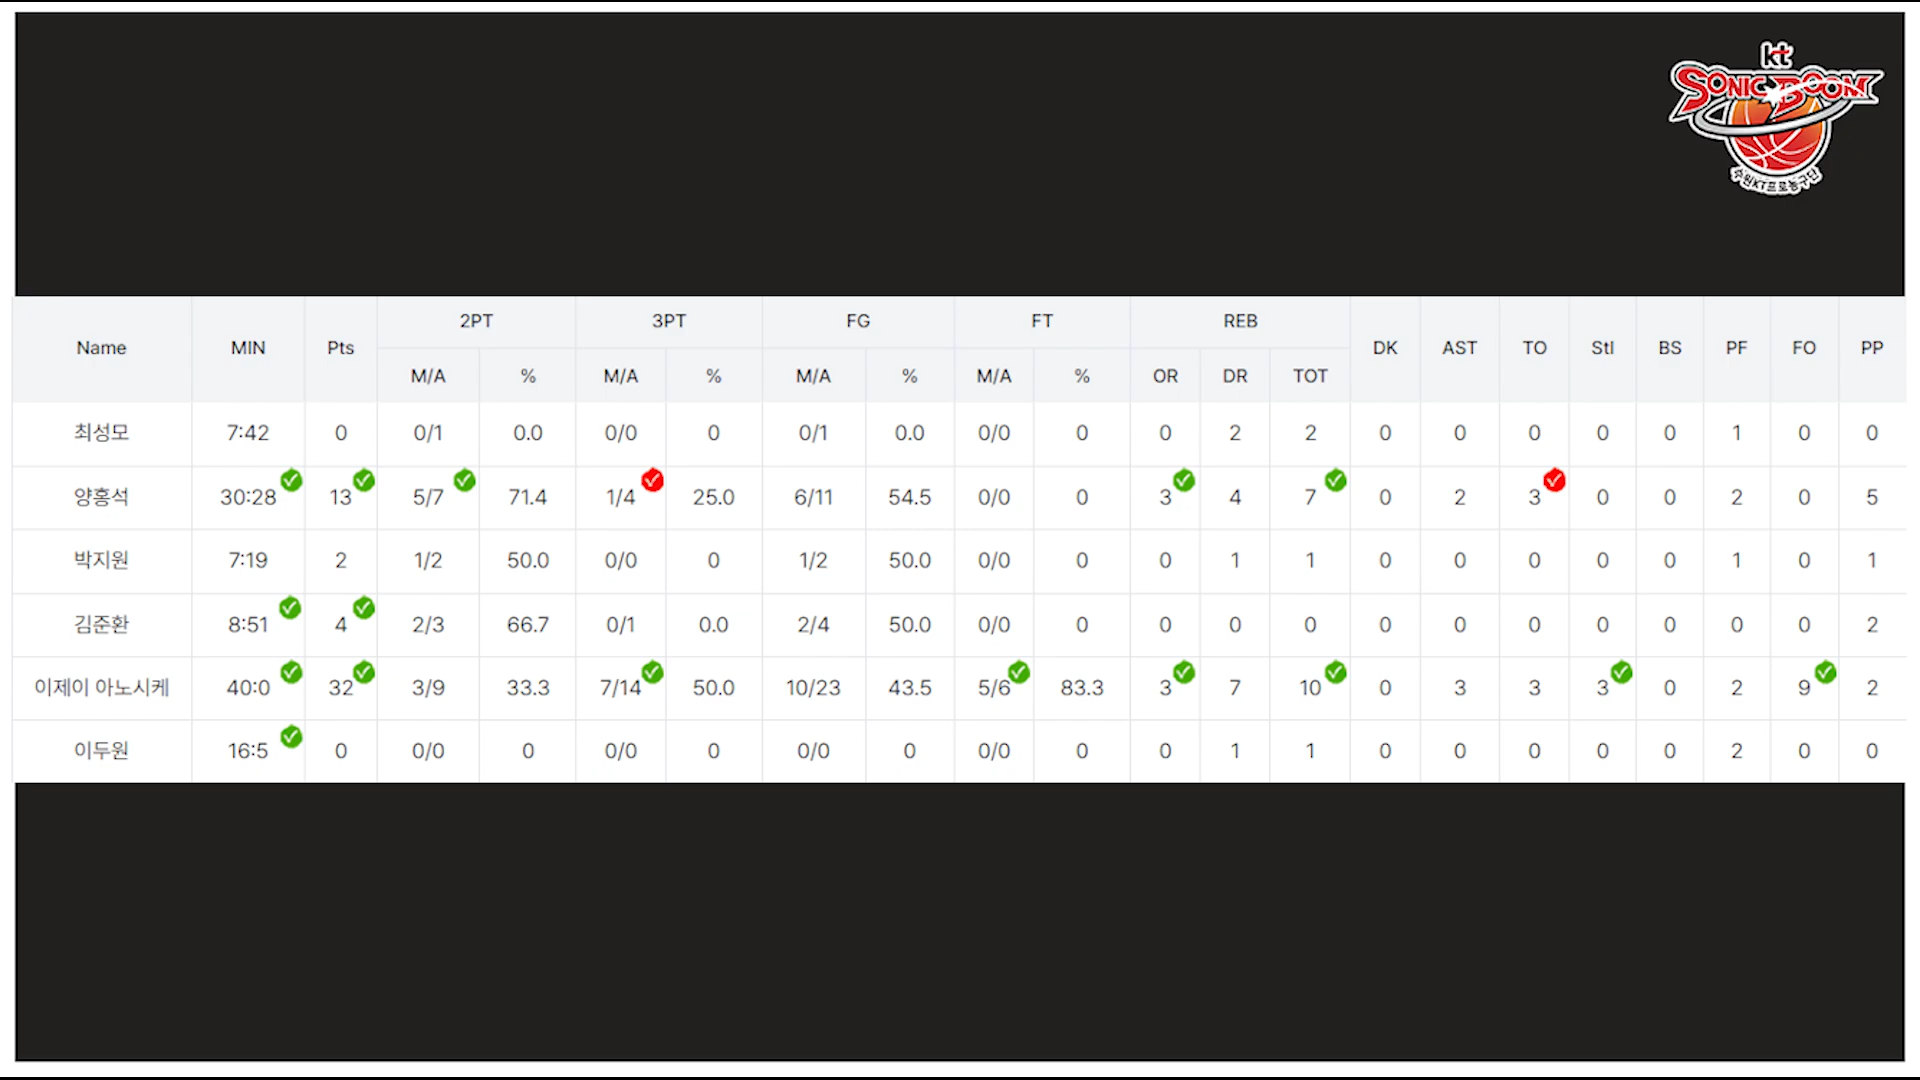 kt
SONICBOOM
수원KT프로농구단
Name MIN Pts 2PT 3PT FG FT REB DK AST TO Stl BS PF FO PP
M/A % M/A % M/A % M/A % OR DR TOT
최성모 7:42 0 0/1 0.0 0/0 0 0/1 0.0 0/0 0 0 2 2 0 0 0 0 0 1 0 0
양홍석 30:28 13 5/7 71.4 1/4 25.0 6/11 54.5 0/0 0 3 4 7 0 2 3 0 0 2 0 5
박지원 7:19 2 1/2 50.0 0/0 0 1/2 50.0 0/0 0 0 1 1 0 0 0 0 0 1 0 1
김준환 8:51 4 2/3 66.7 0/1 0.0 2/4 50.0 0/0 0 0 0 0 0 0 0 0 0 0 0 2
이제이 아노시케 40:0 32 3/9 33.3 7/14 50.0 10/23 43.5 5/6 83.3 3 7 10 0 3 3 3 0 2 9 2
이두원 16:5 0 0/0 0 0/0 0 0/0 0 0/0 0 0 1 1 0 0 0 0 0 2 0 0